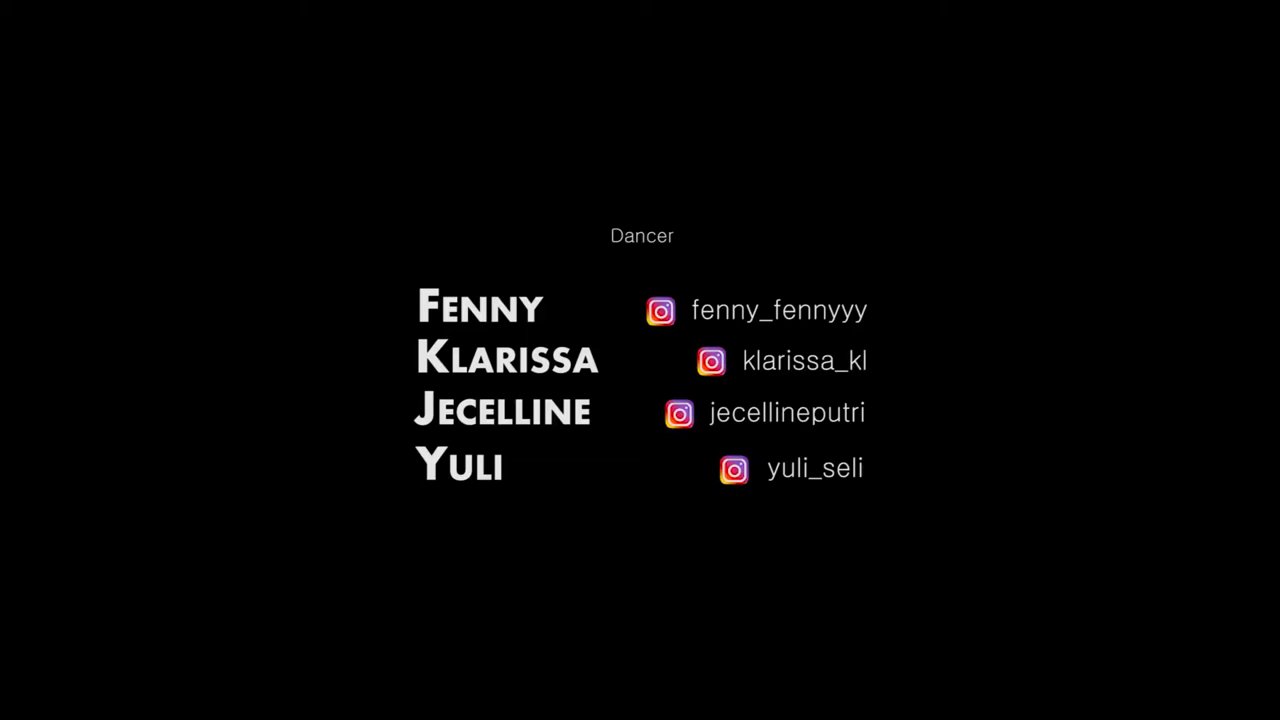 Dancer
FENNY fenny_fennyyy
KLARISSA klarissa_kl
JECELLINE jecellineputri
YULI yuli_seli